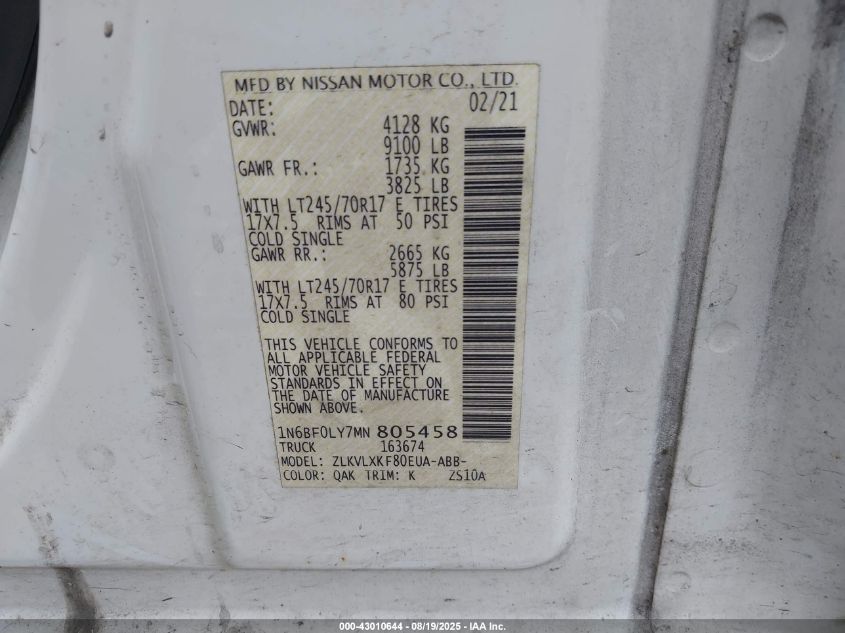 MFD BY NISSAN MOTOR CO., LTD.
DATE: 02/21
GVWR: 4128 KG
9100 LB
GAWR FR.: 1735 KG
3825 LB
WITH LT245/70R17 E TIRES
17X7.5 RIMS AT 50 PSI
COLD SINGLE
GAWR RR.: 2665 KG
5875 LB
WITH LT245/70R17 E TIRES
17X7.5 RIMS AT 80 PSI
COLD SINGLE
THIS VEHICLE CONFORMS TO
ALL APPLICABLE FEDERAL
MOTOR VEHICLE SAFETY
STANDARDS IN EFFECT ON
THE DATE OF MANUFACTURE
SHOWN ABOVE.
1N6BF0LY7MN 805458
TRUCK 163674
MODEL: ZLKVLXKF80EUA-ABB-
COLOR: QAK TRIM: K ZS10A
000-43010644 - 08/19/2025 - IAA Inc.